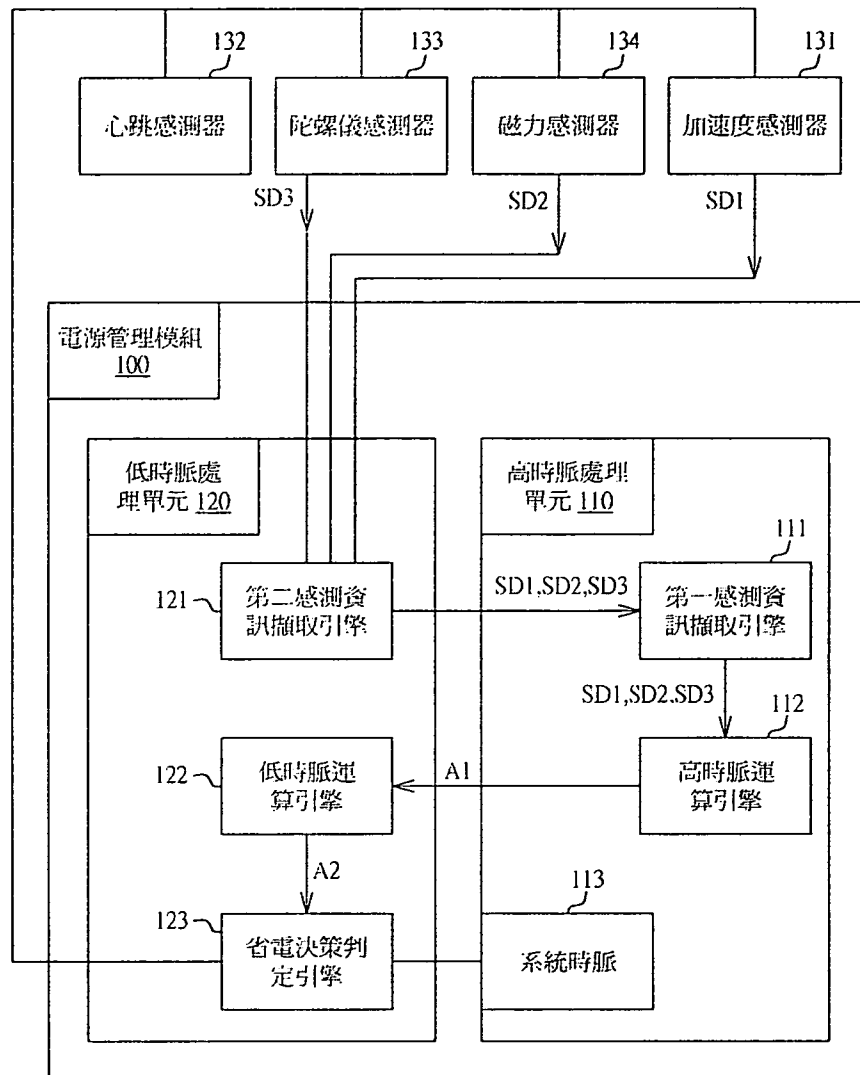 132
133
134
131
心跳感測器
陀螺儀感測器
磁力感測器
加速度感測器
SD3
SD2
SD1
電源管理模組
100
低時脈處
理單元 120
高時脈處理
單元 110
111
121
第二感測資
訊擷取引擎
SD1,SD2,SD3
第一感測資
訊擷取引擎
SD1,SD2,SD3
112
122
低時脈運
算引擎
A1
高時脈運
算引擎
A2
113
123
省電決策判
定引擎
系統時脈